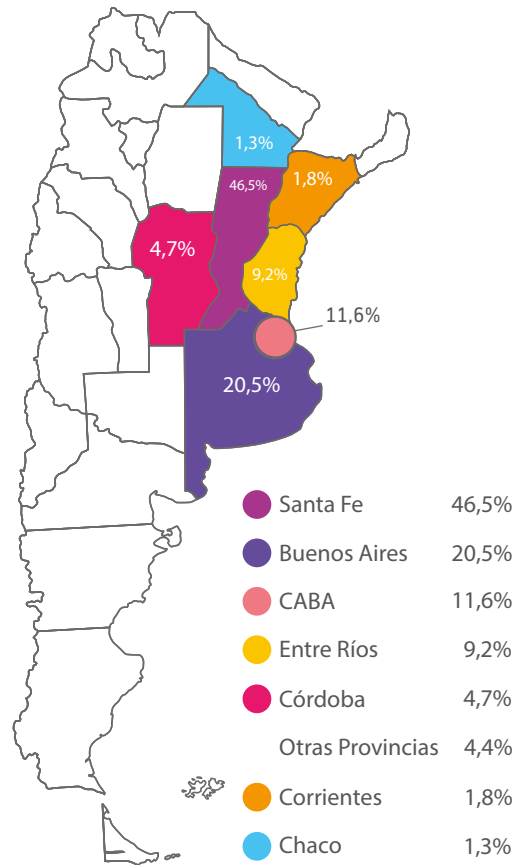 1,3%
46,5%
1,8%
4,7%
9,2%
11,6%
20,5%
Santa Fe 46,5%
Buenos Aires 20,5%
CABA 11,6%
Entre Ríos 9,2%
Córdoba 4,7%
Otras Provincias 4,4%
Corrientes 1,8%
Chaco 1,3%